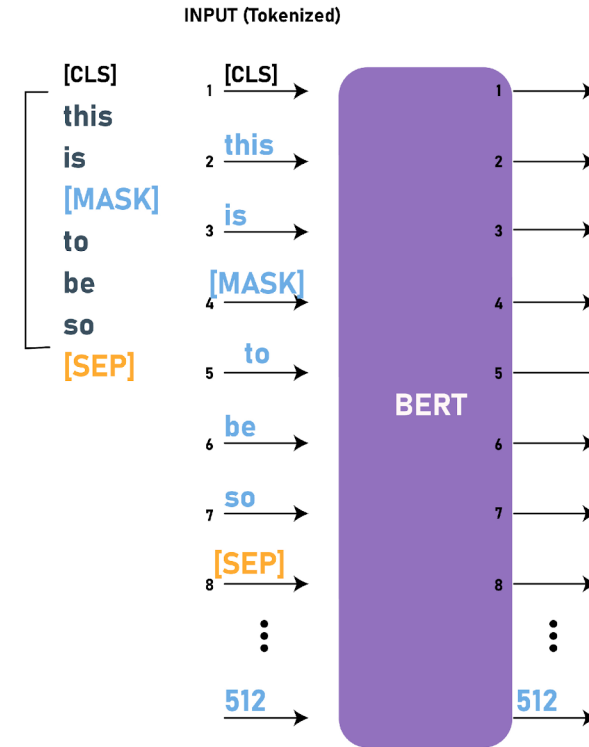 INPUT (Tokenized)
[CLS]
this
is
[MASK]
to
be
so
[SEP]
1 [CLS]
2 this
3 is
4 [MASK]
5 to
6 be
7 so
8 [SEP]
512
BERT
1
2
3
4
5
6
7
8
512